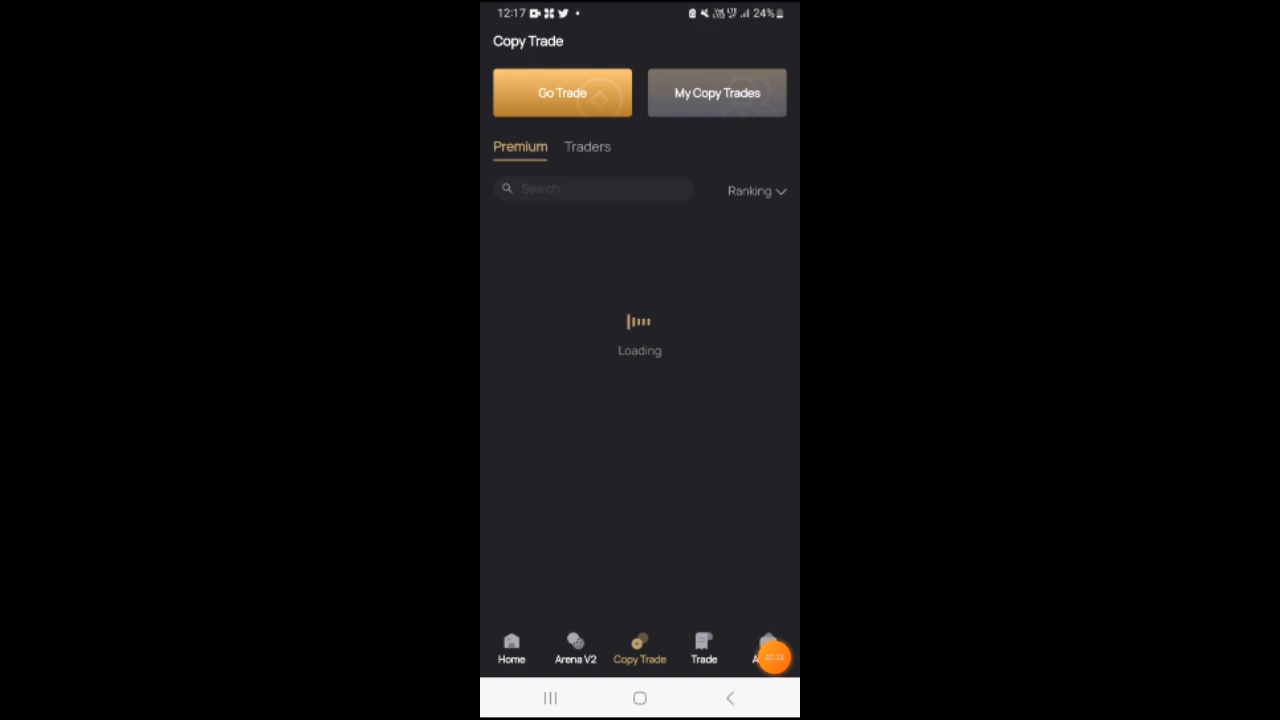 12:17 24%
Copy Trade
Go Trade My Copy Trades
Premium Traders
Search Ranking
Loading
Home Arena V2 Copy Trade Trade